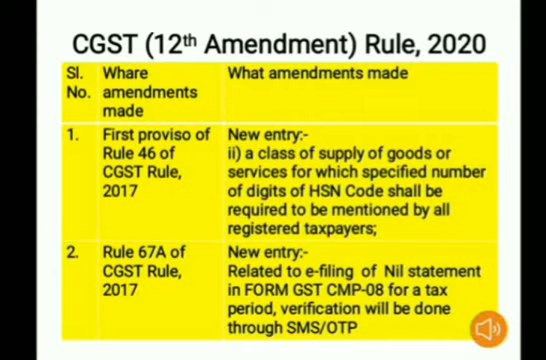 CGST (12th Amendment) Rule, 2020
Sl. Whare What amendments made
No. amendments
made
1. First proviso of New entry:-
Rule 46 of ii) a class of supply of goods or
CGST Rule, services for which specified number
2017 of digits of HSN Code shall be
required to be mentioned by all
registered taxpayers;
2. Rule 67A of New entry:-
CGST Rule, Related to e-filing of Nil statement
2017 in FORM GST CMP-08 for a tax
period, verification will be done
through SMS/OTP